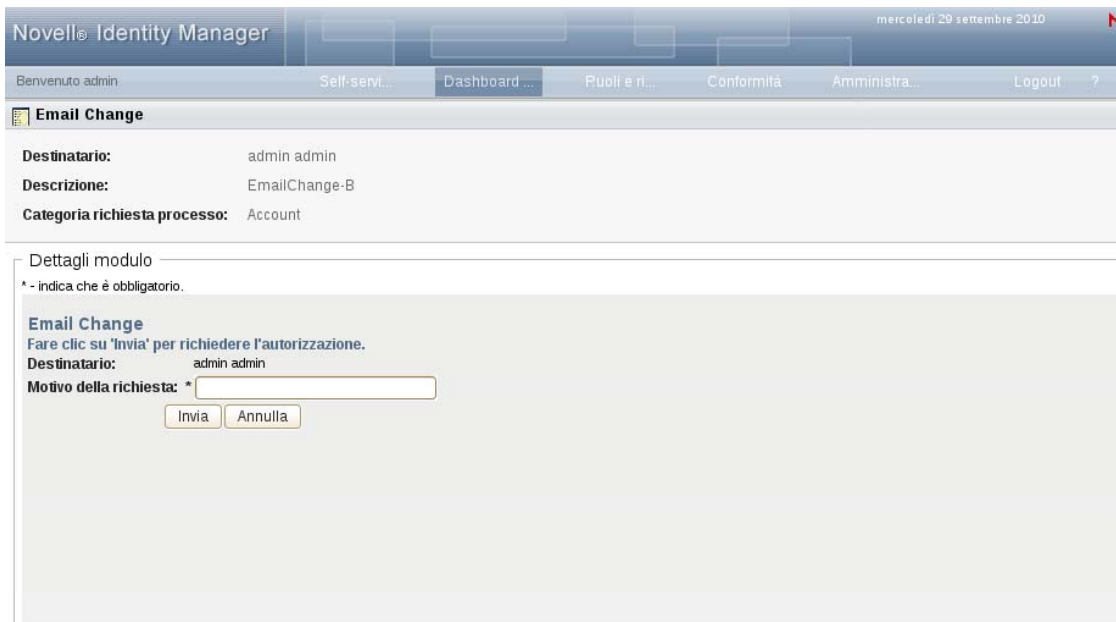 Novell® Identity Manager
mercoledì 29 settembre 2010
Benvenuto admin
Self-servi...
Dashboard ...
Ruoli e ri...
Conformità
Amministra...
Logout
?
Email Change
Destinatario: admin admin
Descrizione: EmailChange-B
Categoria richiesta processo: Account
Dettagli modulo
* - indica che è obbligatorio.
Email Change
Fare clic su 'Invia' per richiedere l'autorizzazione.
Destinatario: admin admin
Motivo della richiesta: *
Invia Annulla